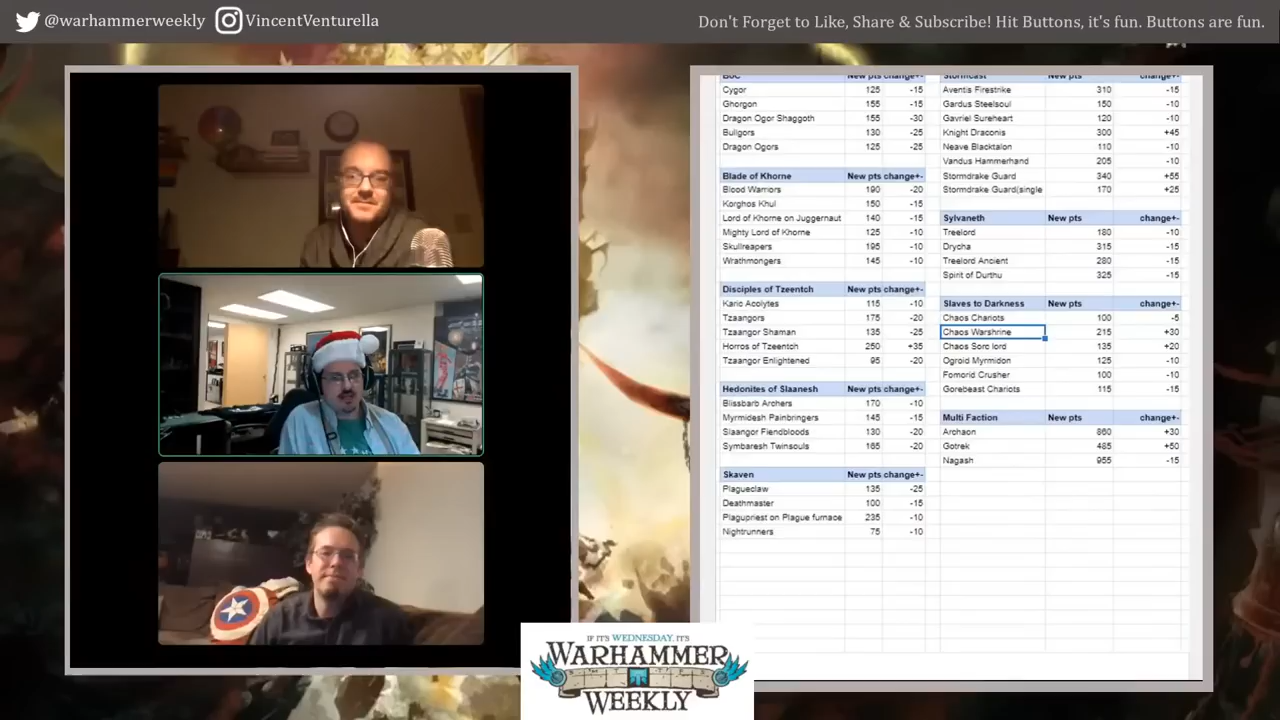 @warhammerweekly VincentVenturella
Don't Forget to Like, Share & Subscribe! Hit Buttons, it's fun. Buttons are fun.
BoC New pts change+-
Cygor 125 -15
Ghorgon 155 -15
Dragon Ogor Shaggoth 155 -30
Bullgors 130 -25
Dragon Ogors 125 -25
Blade of Khorne New pts change+-
Blood Warriors 190 -20
Korghos Khul 150 -15
Lord of Khorne on Juggernaut 140 -15
Mighty Lord of Khorne 125 -10
Skullreapers 195 -10
Wrathmongers 145 -10
Disciples of Tzeentch New pts change+-
Karic Acolytes 115 -10
Tzaangors 175 -20
Tzaangor Shaman 135 -25
Horros of Tzeentch 250 +35
Tzaangor Enlightened 95 -20
Hedonites of Slaanesh New pts change+-
Blissbarb Archers 170 -10
Myrmidesh Painbringers 145 -15
Slaangor Fiendbloods 130 -20
Symbaresh Twinsouls 165 -20
Skaven New pts change+-
Plagueclaw 135 -25
Deathmaster 100 -15
Plagupriest on Plague furnace 235 -10
Nightrunners 75 -10
Stormcast New pts change+-
Aventis Firestrike 310 -15
Gardus Steelsoul 150 -10
Gavriel Sureheart 120 -10
Knight Draconis 300 +45
Neave Blacktalon 110 -10
Vandus Hammerhand 205 -10
Stormdrake Guard 340 +55
Stormdrake Guard(single 170 +25
Sylvaneth New pts change+-
Treelord 180 -10
Drycha 315 -15
Treelord Ancient 280 -15
Spirit of Durthu 325 -15
Slaves to Darkness New pts change+-
Chaos Chariots 100 -5
Chaos Warshrine 215 +30
Chaos Sorc lord 135 +20
Ogroid Myrmidon 125 -10
Fomorid Crusher 100 -10
Gorebeast Chariots 115 -15
Multi Faction New pts change+-
Archaon 860 +30
Gotrek 485 +50
Nagash 955 -15
IF IT'S WEDNESDAY, IT'S
WARHAMMER
WEEKLY